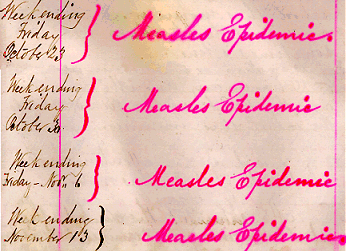 Week ending
Friday
October 23
Measles Epidemic.
Week ending
Friday
October 30
Measles Epidemic
Week ending
Friday - Nov. 6
Measles Epidemic
Week ending
November 13
Measles Epidemic